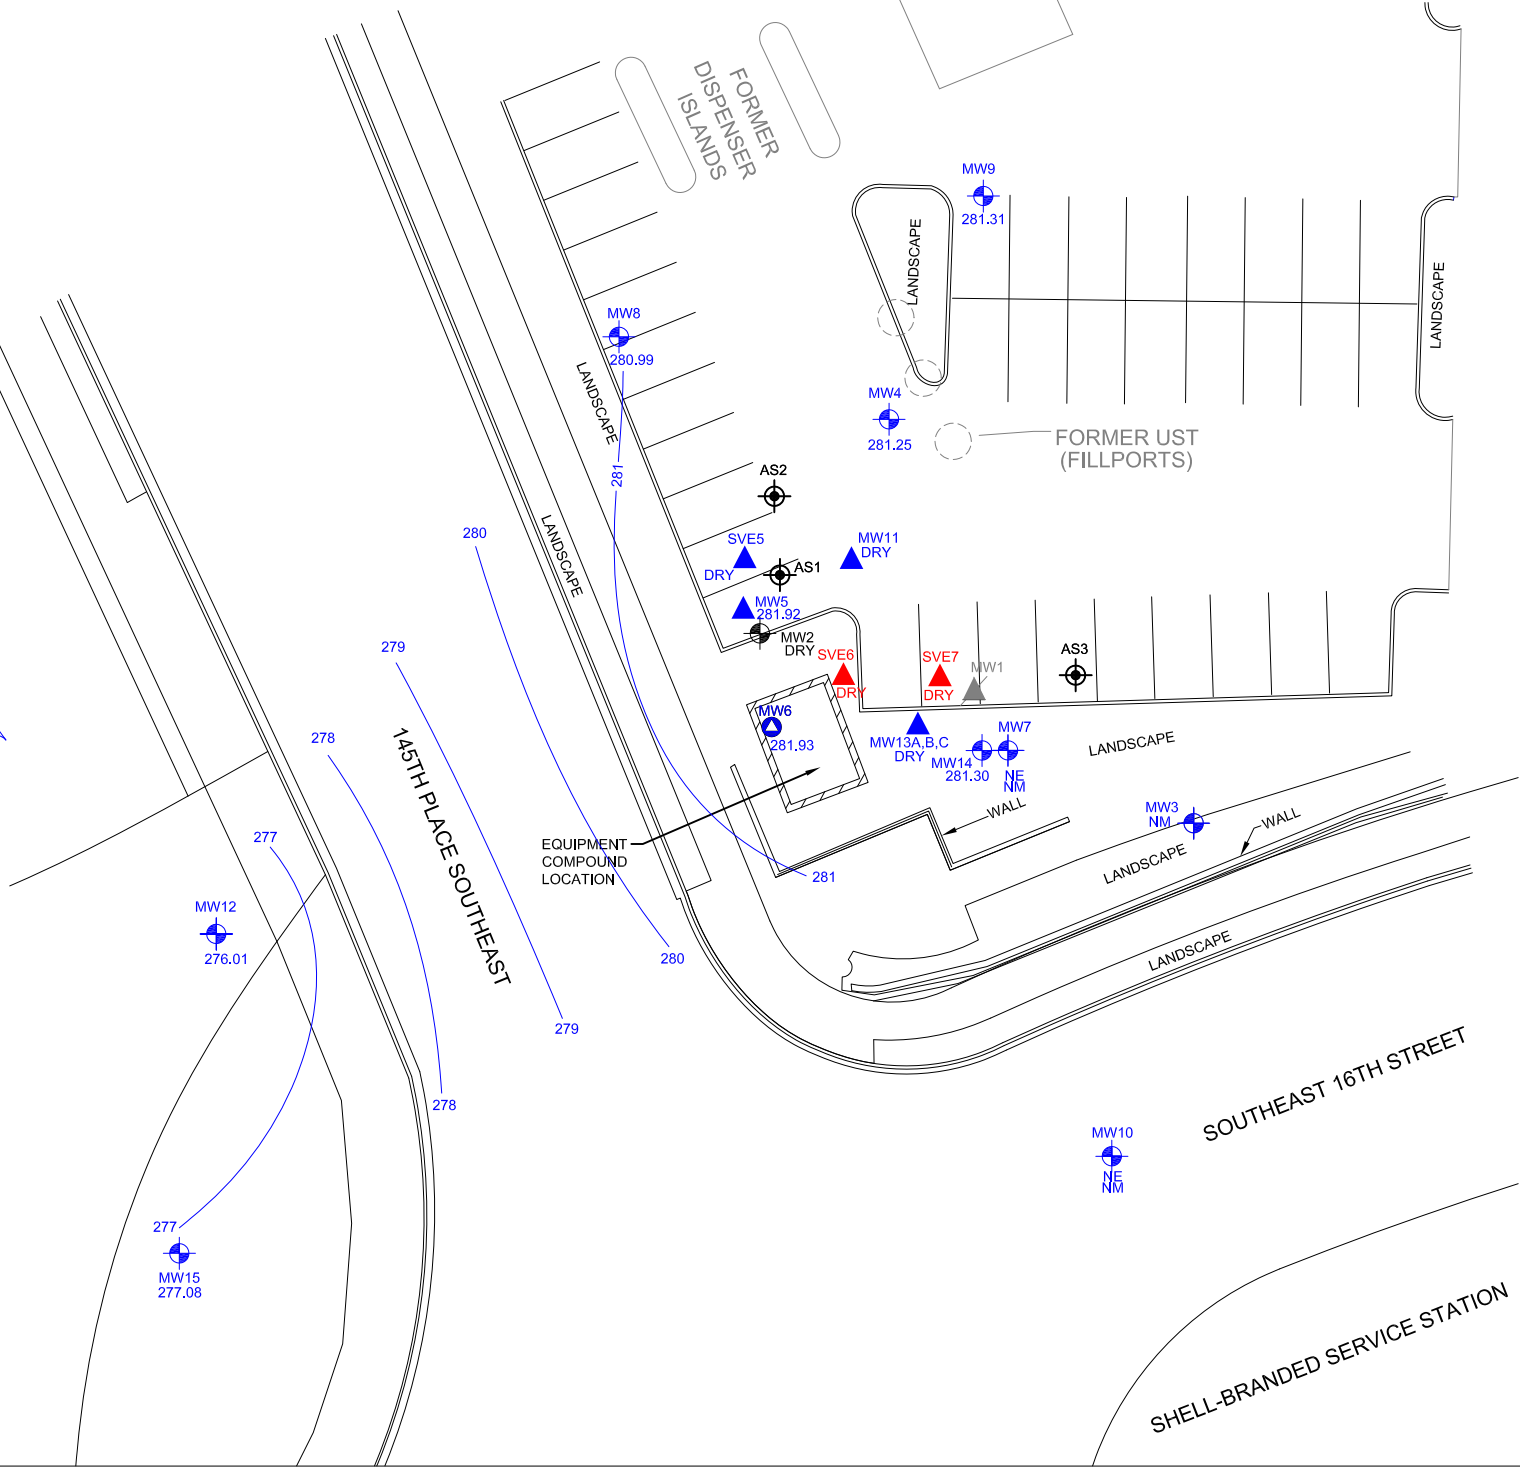 FORMER
DISPENSER
ISLANDS
MW9
281.31
LANDSCAPE
LANDSCAPE
MW8
280.99
LANDSCAPE
MW4
281.25
FORMER UST
(FILLPORTS)
281
AS2
280
LANDSCAPE
SVE5
DRY
MW11
DRY
AS1
MW5
281.92
MW2
DRY
279
SVE6
DRY
SVE7
DRY
MW1
AS3
MW6
281.93
MW13A,B,C
DRY
MW14
281.30
MW7
NE
NM
LANDSCAPE
278
145TH PLACE SOUTHEAST
WALL
MW3
NM
WALL
277
EQUIPMENT
COMPOUND
LOCATION
281
LANDSCAPE
MW12
276.01
280
LANDSCAPE
279
278
SOUTHEAST 16TH STREET
MW10
NE
NM
277
MW15
277.08
SHELL-BRANDED SERVICE STATION